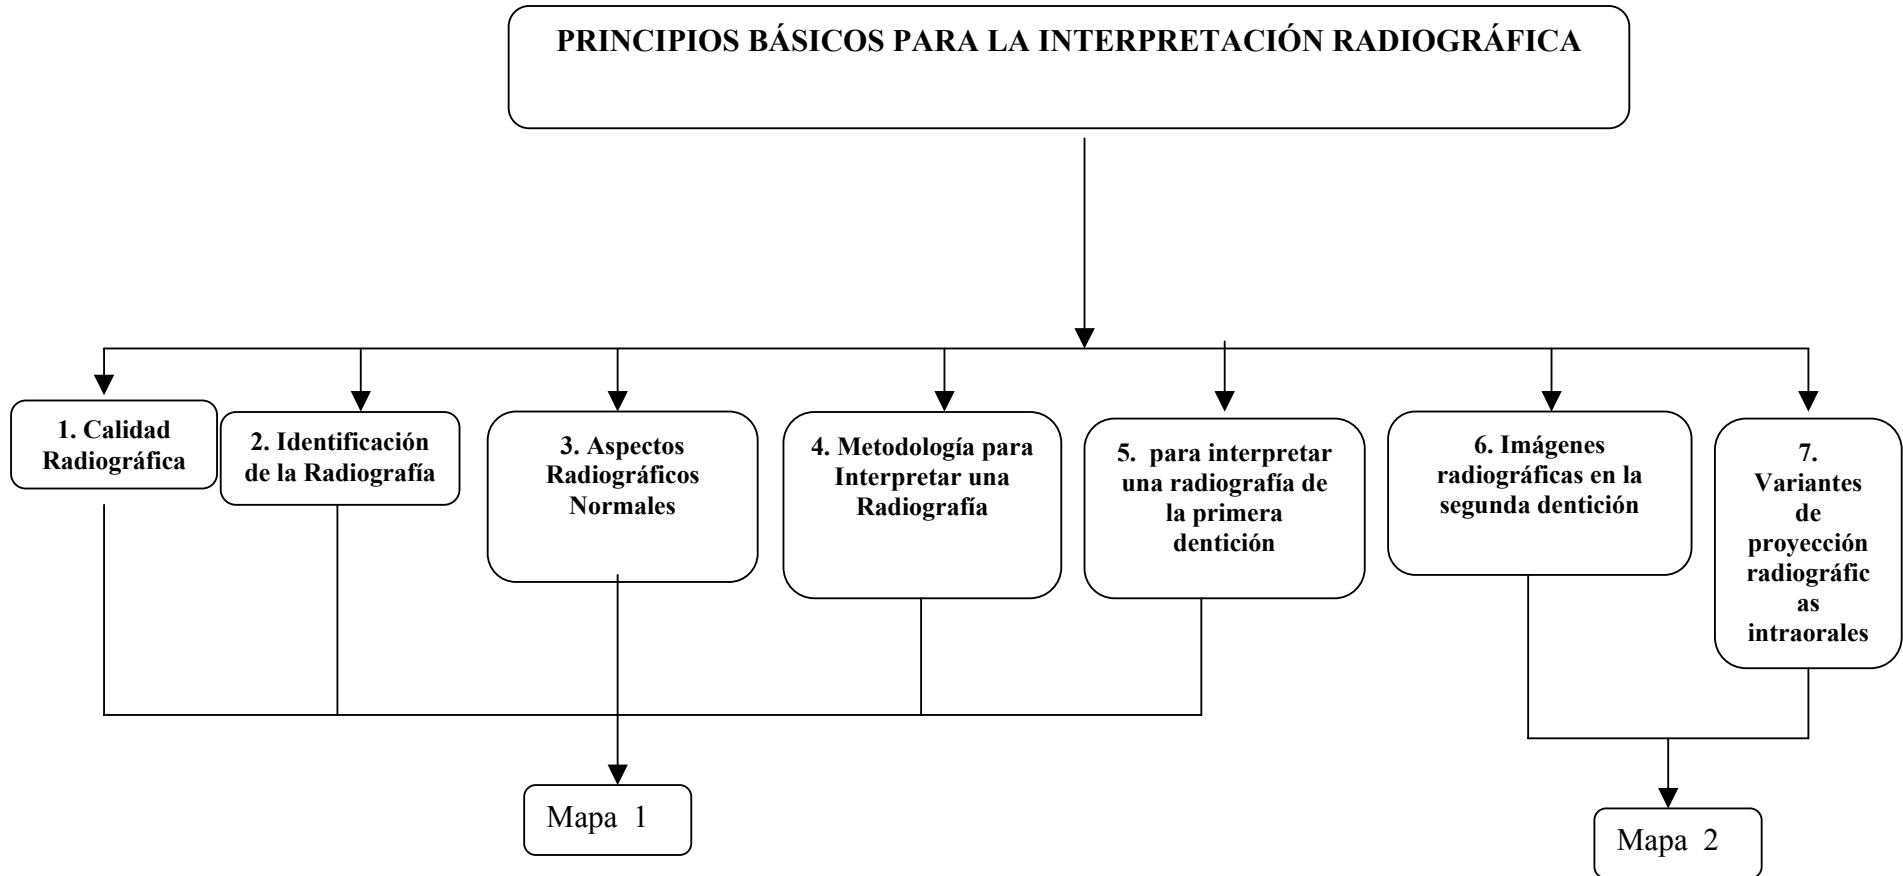 PRINCIPIOS BÁSICOS PARA LA INTERPRETACIÓN RADIOGRÁFICA
1. Calidad
Radiográfica
2. Identificación
de la Radiografía
3. Aspectos
Radiográficos
Normales
4. Metodología para
Interpretar una
Radiografía
5. para interpretar
una radiografía de
la primera
dentición
6. Imágenes
radiográficas en la
segunda dentición
7.
Variantes
de
proyección
radiográfic
as
intraorales
Mapa 1
Mapa 2